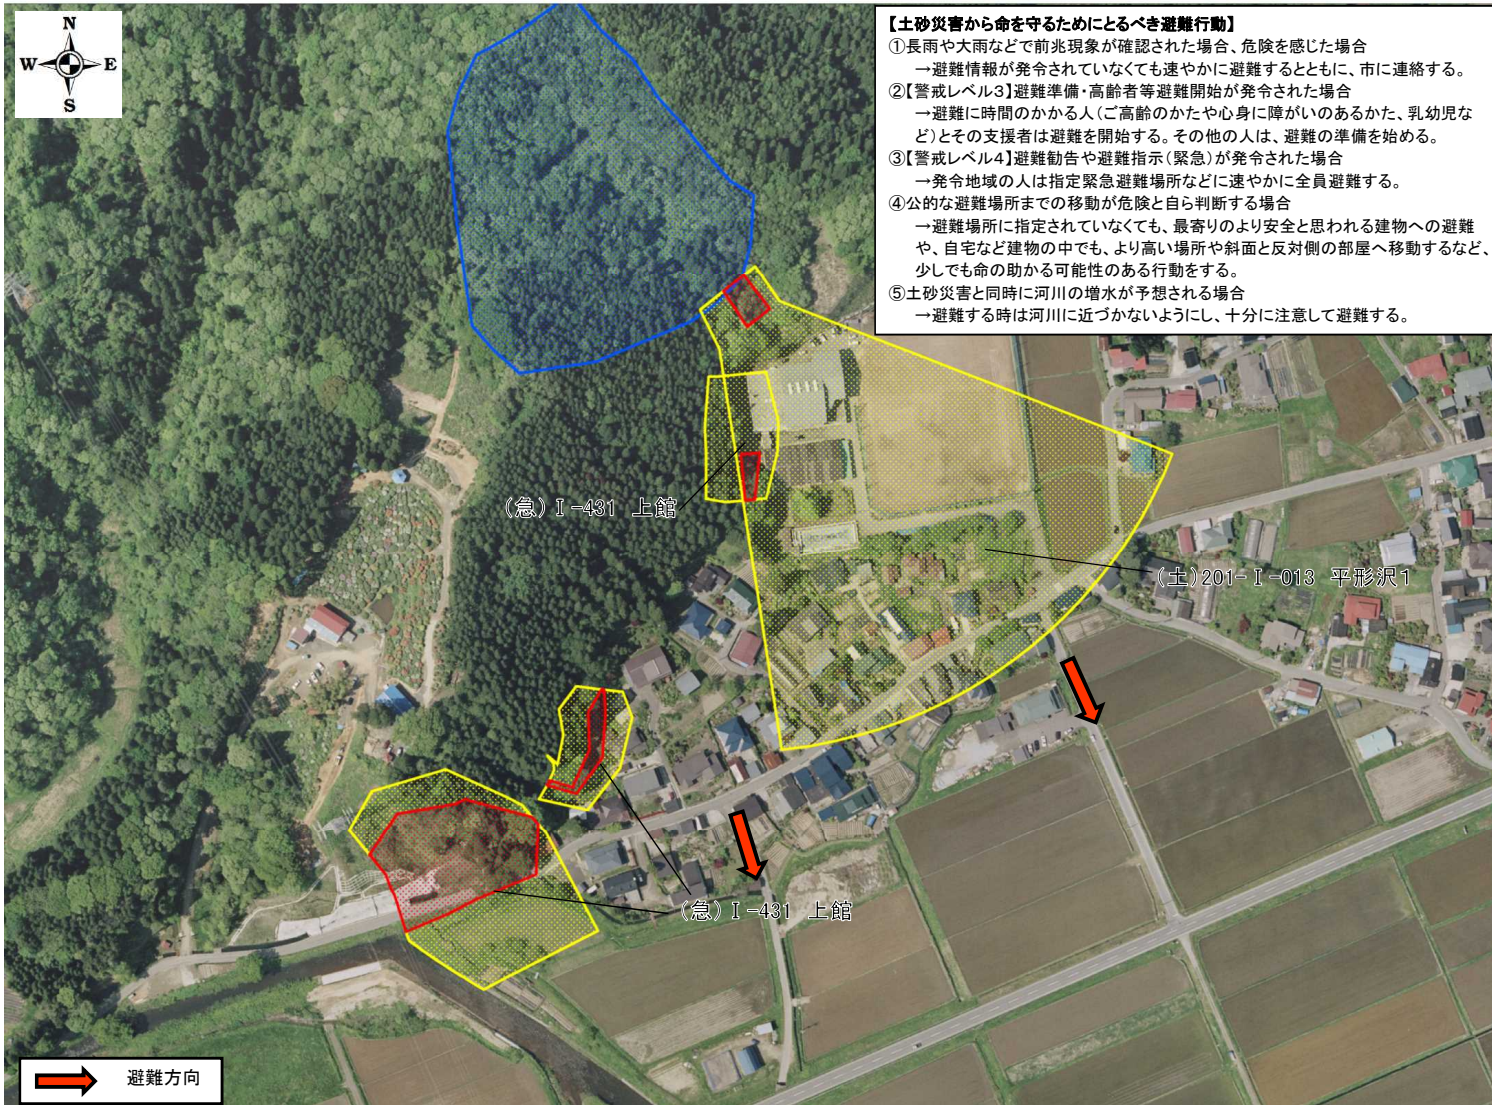 N
W E
S
【土砂災害から命を守るためにとるべき避難行動】
①長雨や大雨などで前兆現象が確認された場合、危険を感じた場合
→避難情報が発令されていなくても速やかに避難するとともに、市に連絡する。
②【警戒レベル3】避難準備・高齢者等避難開始が発令された場合
→避難に時間のかかる人(ご高齢のかたや心身に障がいのあるかた、乳幼児な
ど)とその支援者は避難を開始する。その他の人は、避難の準備を始める。
③【警戒レベル4】避難勧告や避難指示(緊急)が発令された場合
→発令地域の人は指定緊急避難場所などに速やかに全員避難する。
④公的な避難場所までの移動が危険と自ら判断する場合
→避難場所に指定されていなくても、最寄りのより安全と思われる建物への避難
や、自宅など建物の中でも、より高い場所や斜面と反対側の部屋へ移動するなど、
少しでも命の助かる可能性のある行動をする。
⑤土砂災害と同時に河川の増水が予想される場合
→避難する時は河川に近づかないようにし、十分に注意して避難する。
(急)Ⅰ-431 上館
(土)201-Ⅰ-013 平形沢1
(急)Ⅰ-431 上館
避難方向